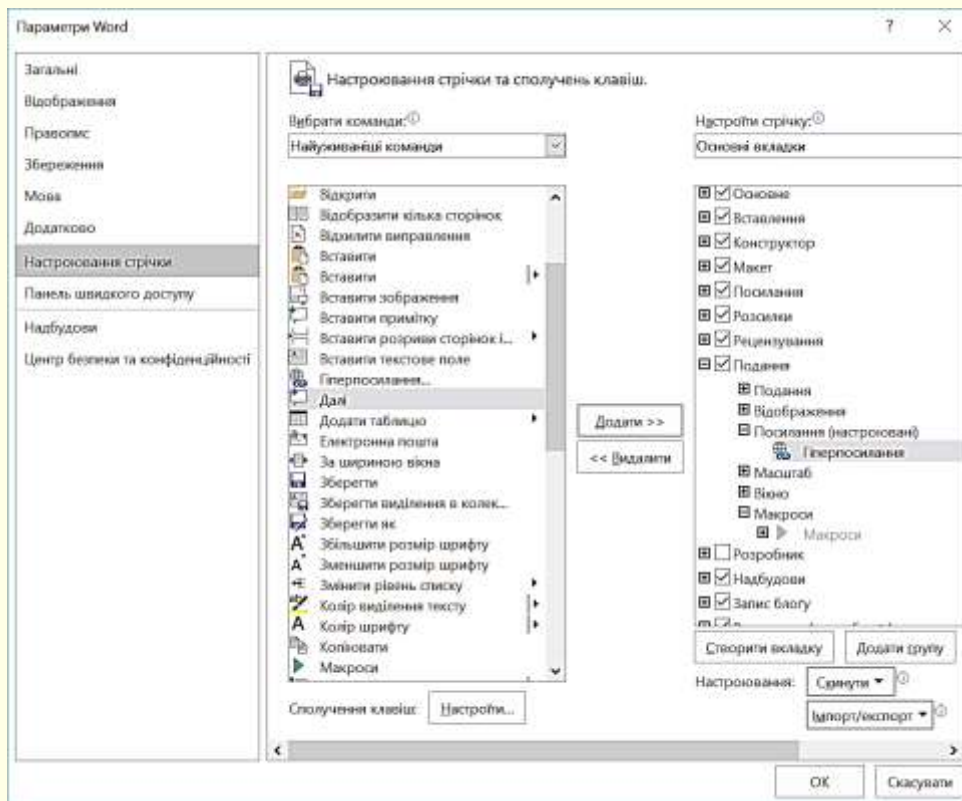 Параметри Word
Загальні
Відображення
Правопис
Збереження
Мова
Додатково
Настроювання стрічки
Панель швидкого доступу
Надбудови
Центр безпеки та конфіденційності
Настроювання стрічки та сполучень клавіш.
Вибрати команди:
Найуживаніші команди
Відкрити
Відобразити кілька сторінок
Відхилити виправлення
Вставити
Вставити
Вставити зображення
Вставити примітку
Вставити розриви сторінок і...
Вставити текстове поле
Гіперпосилання...
Далі
Додати таблицю
Електронна пошта
За шириною вікна
Зберегти
Зберегти виділення в колек...
Зберегти як
Збільшити розмір шрифту
Зменшити розмір шрифту
Змінити рівень списку
Колір виділення тексту
Колір шрифту
Копіювати
Макроси
Сполучення клавіш:
Настроїти...
Додати >>
<< Видалити
Настроїти стрічку:
Основні вкладки
Основне
Вставлення
Конструктор
Макет
Посилання
Розсилки
Рецензування
Подання
Подання
Відображення
Посилання (настроювані)
Гіперпосилання
Масштаб
Вікно
Макроси
Макроси
Розробник
Надбудови
Запис блогу
Створити вкладку
Додати групу
Настроювання:
Скинути
Імпорт/експорт
ОК
Скасувати